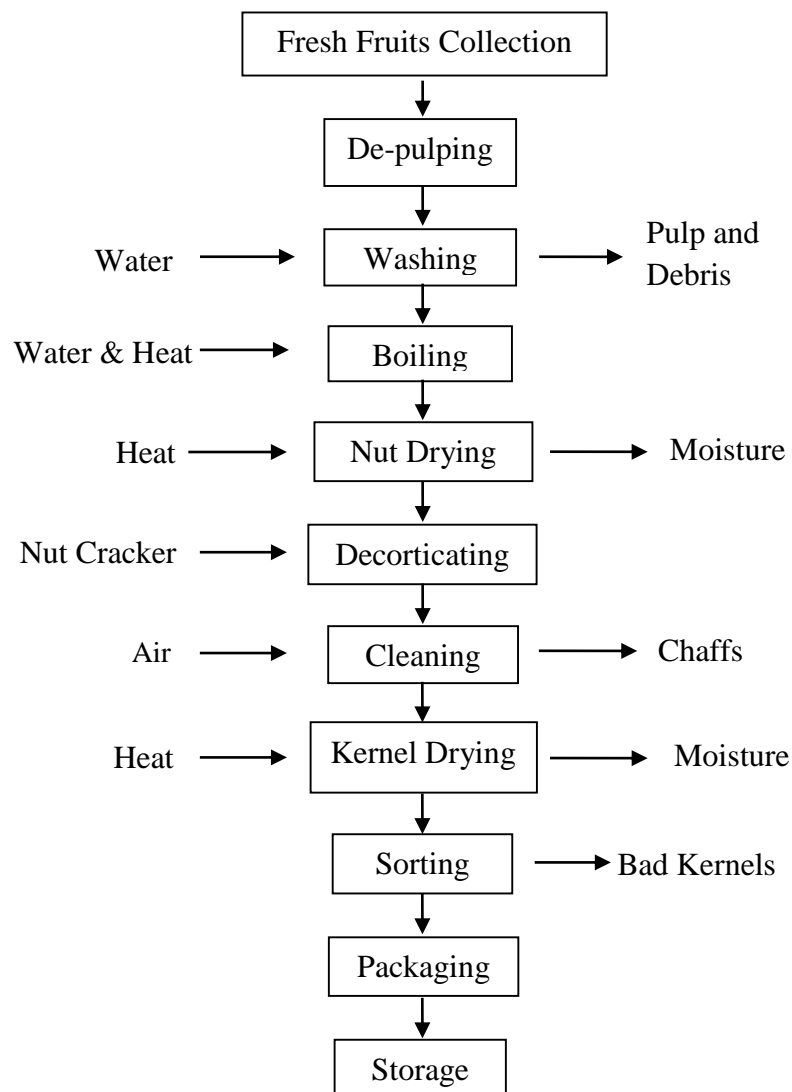 Fresh Fruits Collection
De-pulping
Water
Washing
Pulp and
Debris
Water & Heat
Boiling
Heat
Nut Drying
Moisture
Nut Cracker
Decorticating
Air
Cleaning
Chaffs
Heat
Kernel Drying
Moisture
Sorting
Bad Kernels
Packaging
Storage